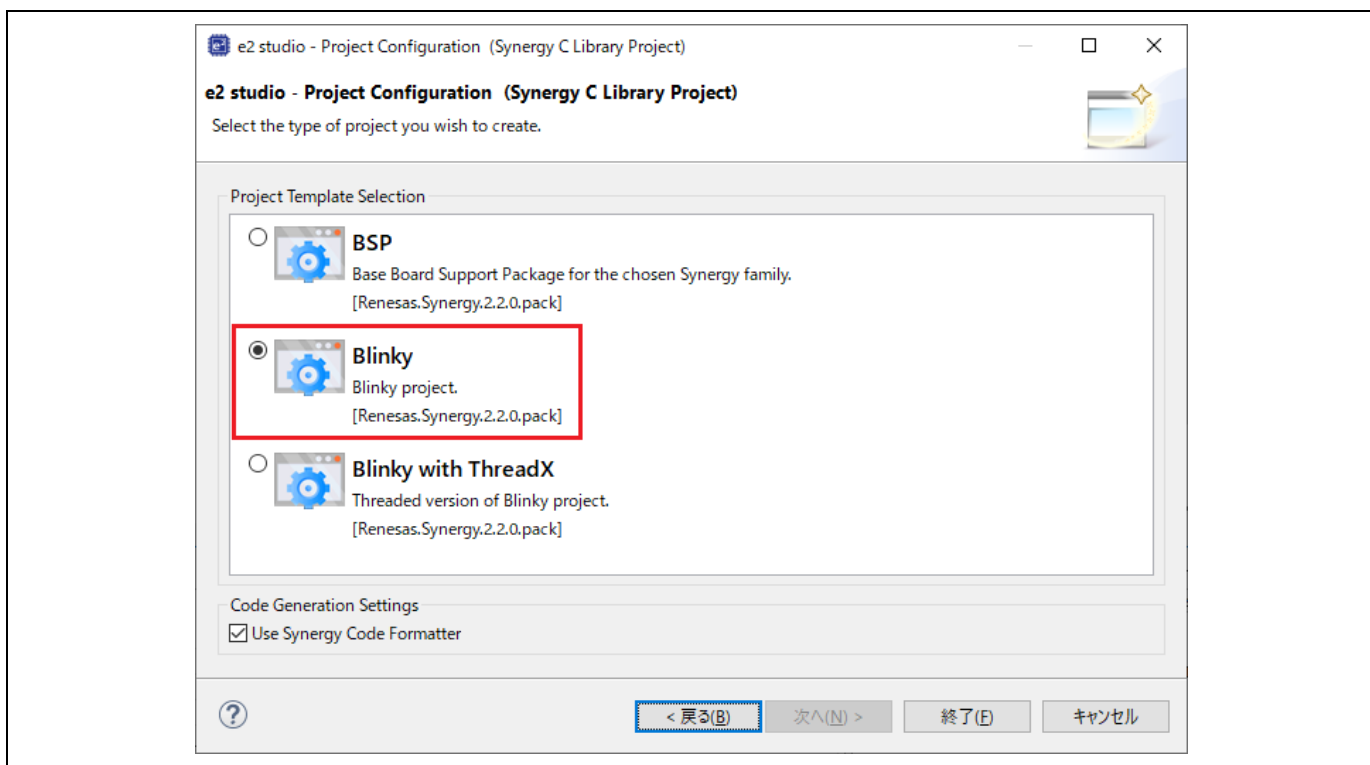 e2 studio - Project Configuration (Synergy C Library Project)
e2 studio - Project Configuration (Synergy C Library Project)
Select the type of project you wish to create.
Project Template Selection
BSP
Base Board Support Package for the chosen Synergy family.
[Renesas.Synergy.2.2.0.pack]
Blinky
Blinky project.
[Renesas.Synergy.2.2.0.pack]
Blinky with ThreadX
Threaded version of Blinky project.
[Renesas.Synergy.2.2.0.pack]
Code Generation Settings
Use Synergy Code Formatter
< 戻る(B) 次へ(N) > 終了(F) キャンセル